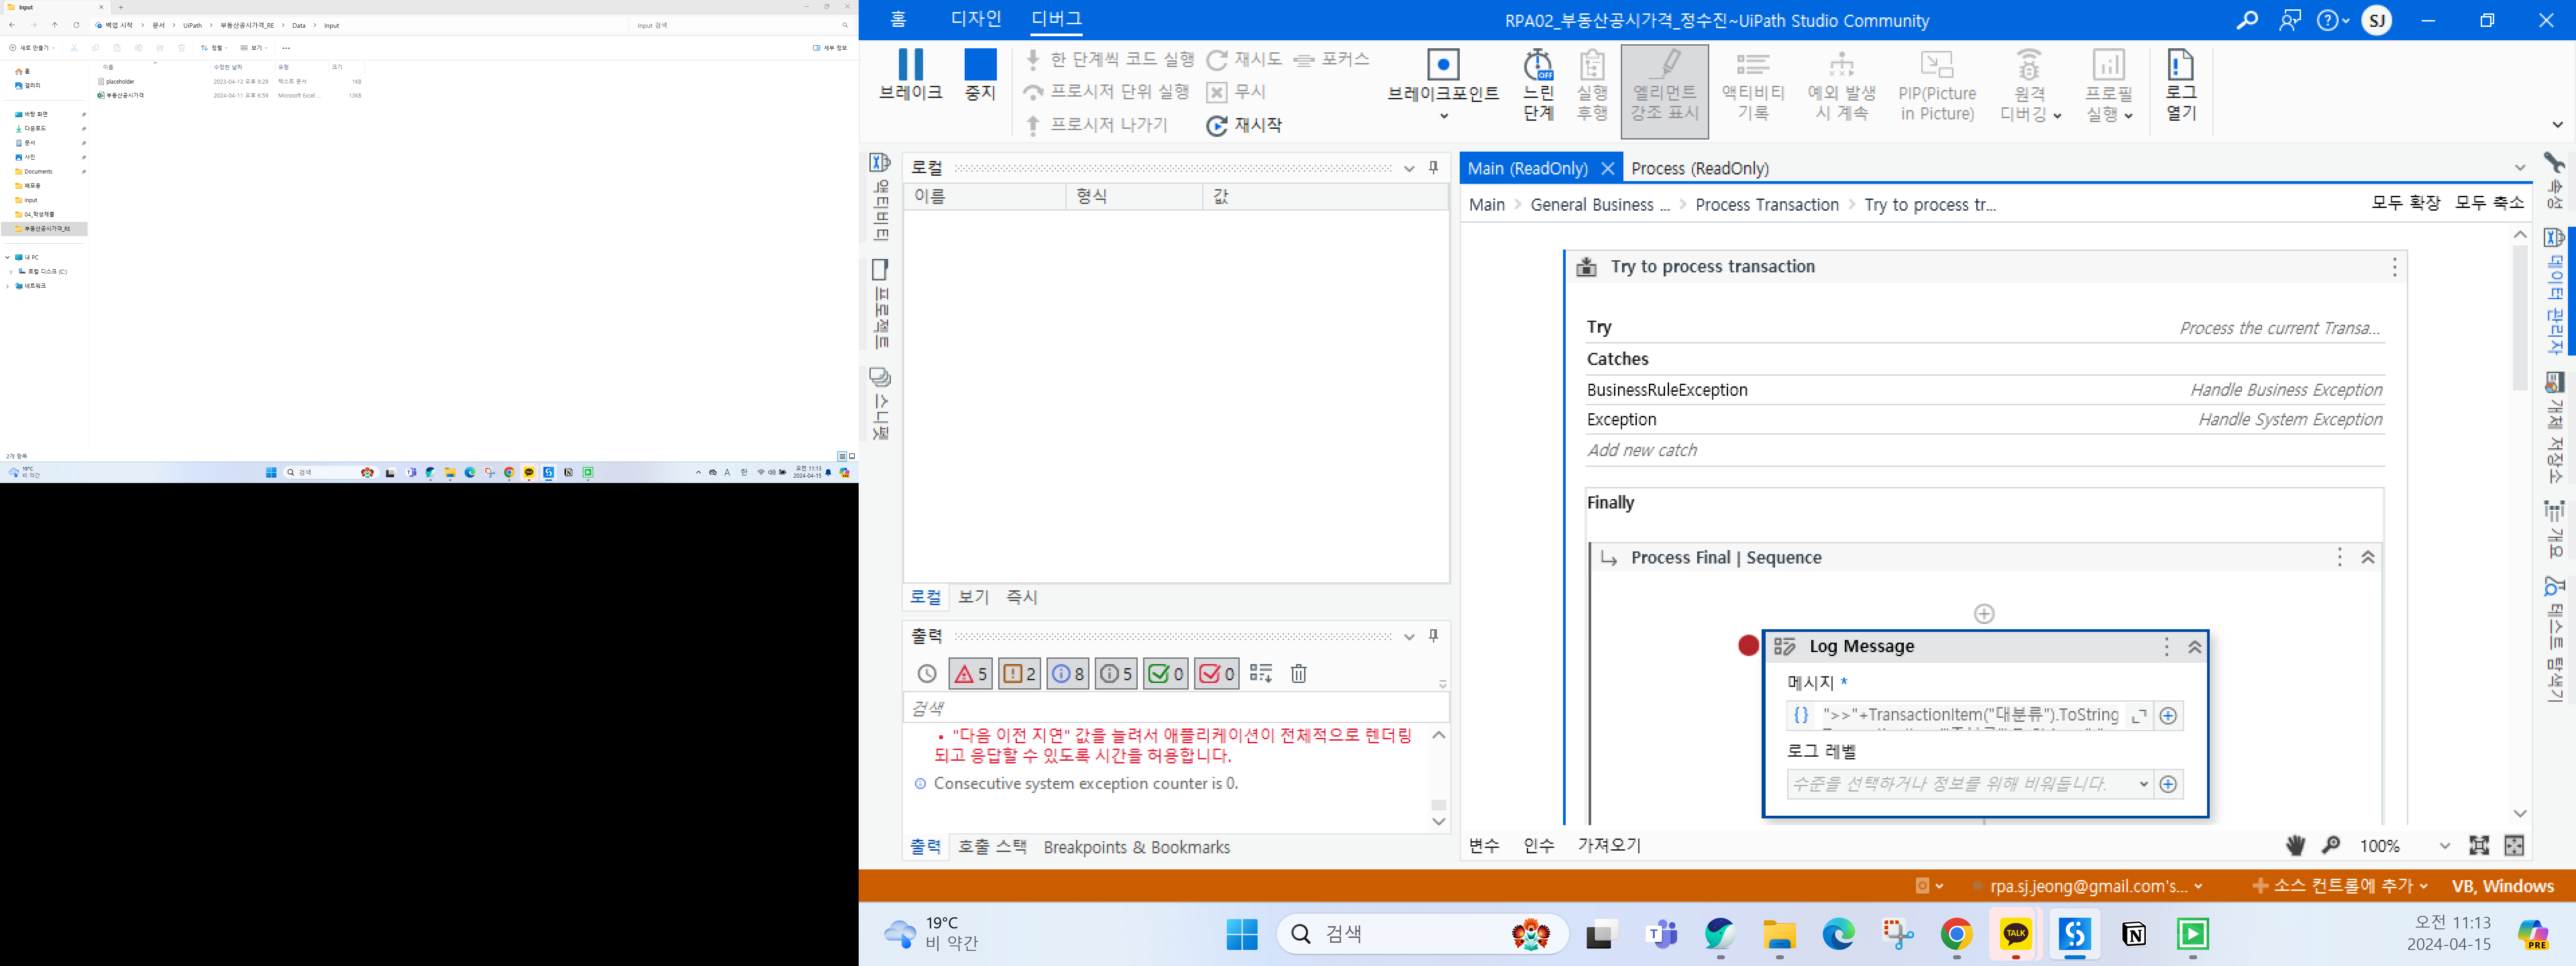 Input
백업 시작 > 문서 > UiPath > 부동산공시가격_RE > Data > Input
Input 검색
새로 만들기
정렬
보기
세부 정보
이름 수정한 날짜 유형 크기
placeholder 2023-04-12 오후 9:29 텍스트 문서 1KB
부동산공시가격 2024-04-11 오후 6:59 Microsoft Excel ... 13KB
홈
갤러리
바탕 화면
다운로드
문서
사진
Documents
배포용
input
04_학생제출
부동산공시가격_RE
내 PC
로컬 디스크 (C:)
네트워크
2개 항목
19°C
비 약간
검색
오전 11:13
2024-04-15
홈 디자인 디버그
RPA02_부동산공시가격_정수진~UiPath Studio Community
SJ
브레이크
중지
한 단계씩 코드 실행
프로시저 단위 실행
프로시저 나가기
재시도
무시
재시작
포커스
브레이크포인트
느린
단계
실행
후행
엘리먼트
강조 표시
액티비티
기록
예외 발생
시 계속
PIP(Picture
in Picture)
원격
디버깅
프로필
실행
로그
열기
액티비티
프로젝트
스니펫
로컬
이름 형식 값
로컬 보기 즉시
출력
5 2 8 5 0 0
검색
• "다음 이전 지연" 값을 늘려서 애플리케이션이 전체적으로 렌더링
되고 응답할 수 있도록 시간을 허용합니다.
Consecutive system exception counter is 0.
출력 호출 스택 Breakpoints & Bookmarks
Main (ReadOnly) Process (ReadOnly)
Main > General Business ... > Process Transaction > Try to process tr...
모두 확장 모두 축소
Try to process transaction
Try Process the current Transa...
Catches
BusinessRuleException Handle Business Exception
Exception Handle System Exception
Add new catch
Finally
Process Final | Sequence
Log Message
메시지 *
">>"+TransactionItem("대분류").ToString
로그 레벨
수준을 선택하거나 정보를 위해 비워둡니다.
변수 인수 가져오기
100%
속성
데이터 관리자
개체 저장소
개요
테스트 탐색기
rpa.sj.jeong@gmail.com's...
소스 컨트롤에 추가
VB, Windows
19°C
비 약간
검색
TALK
오전 11:13
2024-04-15
PRE